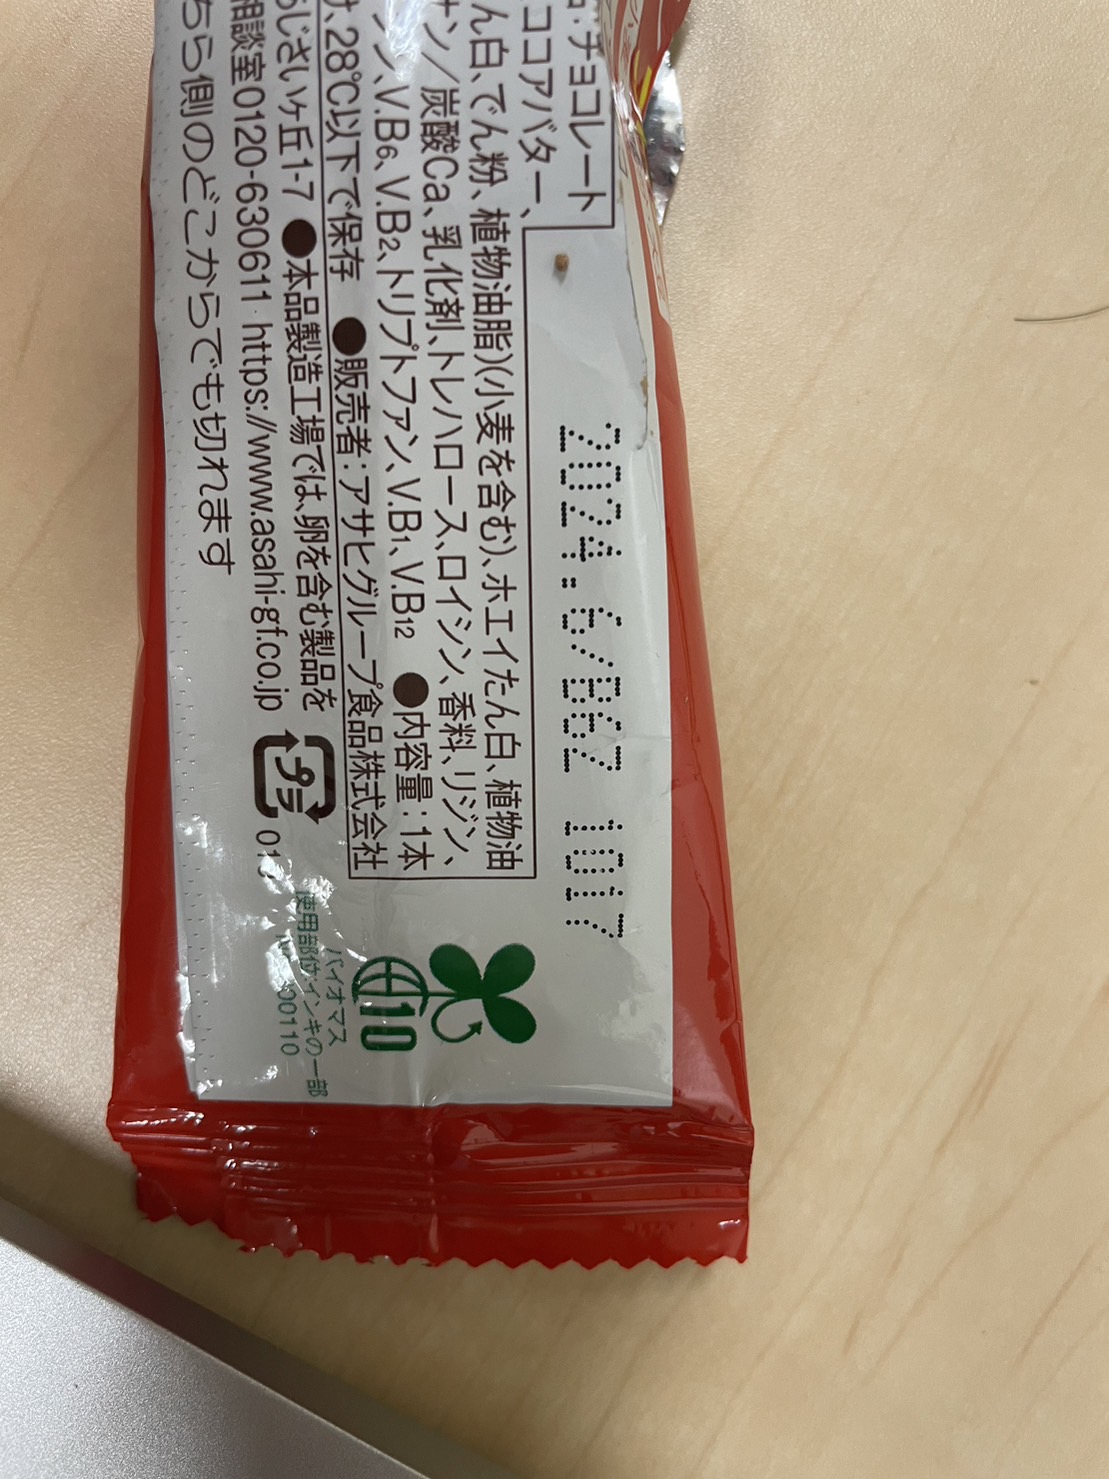 チョコレート
ココアバター、
ん白、でん粉、植物油脂)(小麦を含む)、ホエイたん白、植物油
ン/炭酸Ca、乳化剤、トレハロース、ロイシン、香料、リジン、
ン、V.B6、V.B2、トリプトファン、V.B1、V.B12 ●内容量:1本
28℃以下で保存 ●販売者:アサヒグループ食品株式会社
じさいヶ丘1-7 ●本品製造工場では、卵を含む製品を
相談室0120-630611 https://www.asahi-gf.co.jp
ちら側のどこからでも切れます
プラ
2024.6/B62 1017
10
バイオマス
使用部位:インキの一部